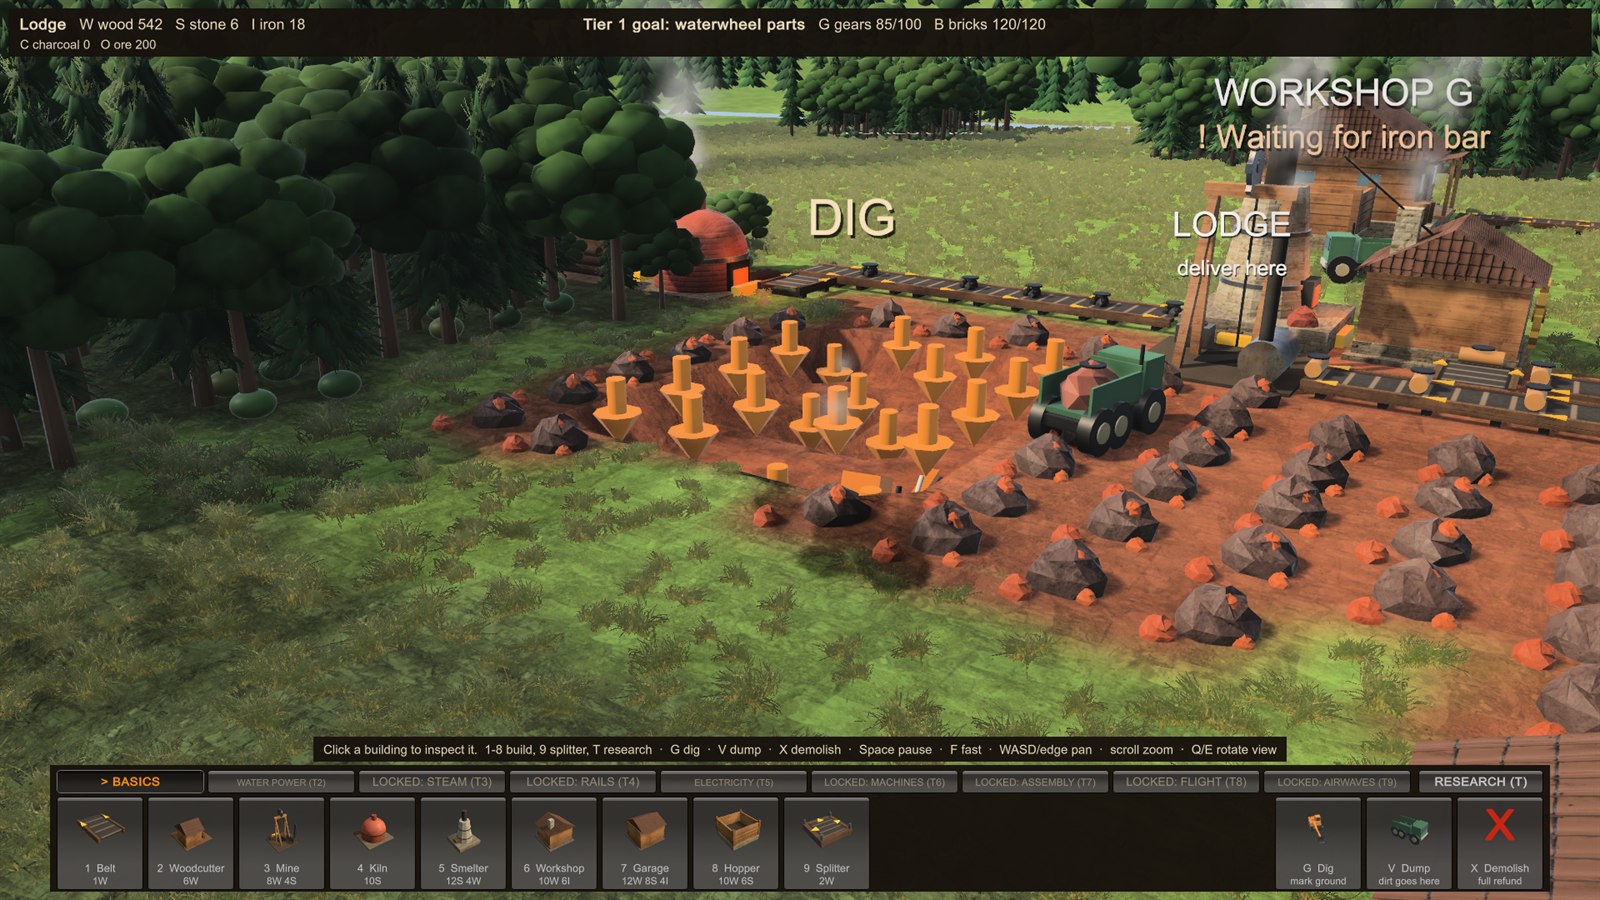 Lodge W wood 542 S stone 6 I iron 18
C charcoal 0 O ore 200
Tier 1 goal: waterwheel parts G gears 85/100 B bricks 120/120
WORKSHOP G
! Waiting for iron bar
DIG
LODGE
deliver here
Click a building to inspect it. 1-8 build, 9 splitter, T research · G dig · V dump · X demolish · Space pause · F fast · WASD/edge pan · scroll zoom · Q/E rotate view
> BASICS
WATER POWER (T2)
LOCKED: STEAM (T3)
LOCKED: RAILS (T4)
ELECTRICITY (T5)
LOCKED: MACHINES (T6)
LOCKED: ASSEMBLY (T7)
LOCKED: FLIGHT (T8)
LOCKED: AIRWAVES (T9)
RESEARCH (T)
1 Belt
1W
2 Woodcutter
6W
3 Mine
8W 4S
4 Kiln
10S
5 Smelter
12S 4W
6 Workshop
10W 6I
7 Garage
12W 8S 4I
8 Hopper
10W 6S
9 Splitter
2W
G Dig
mark ground
V Dump
dirt goes here
X Demolish
full refund